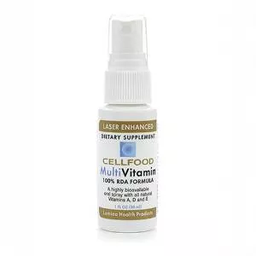 LASER ENHANCED
DIETARY SUPPLEMENT
CELLFOOD
MultiVitamin
100% RDA FORMULA
A highly bioavailable
oral spray with all natural
Vitamins A, D and E
1 fl oz (30 ml)
Lumina Health Products